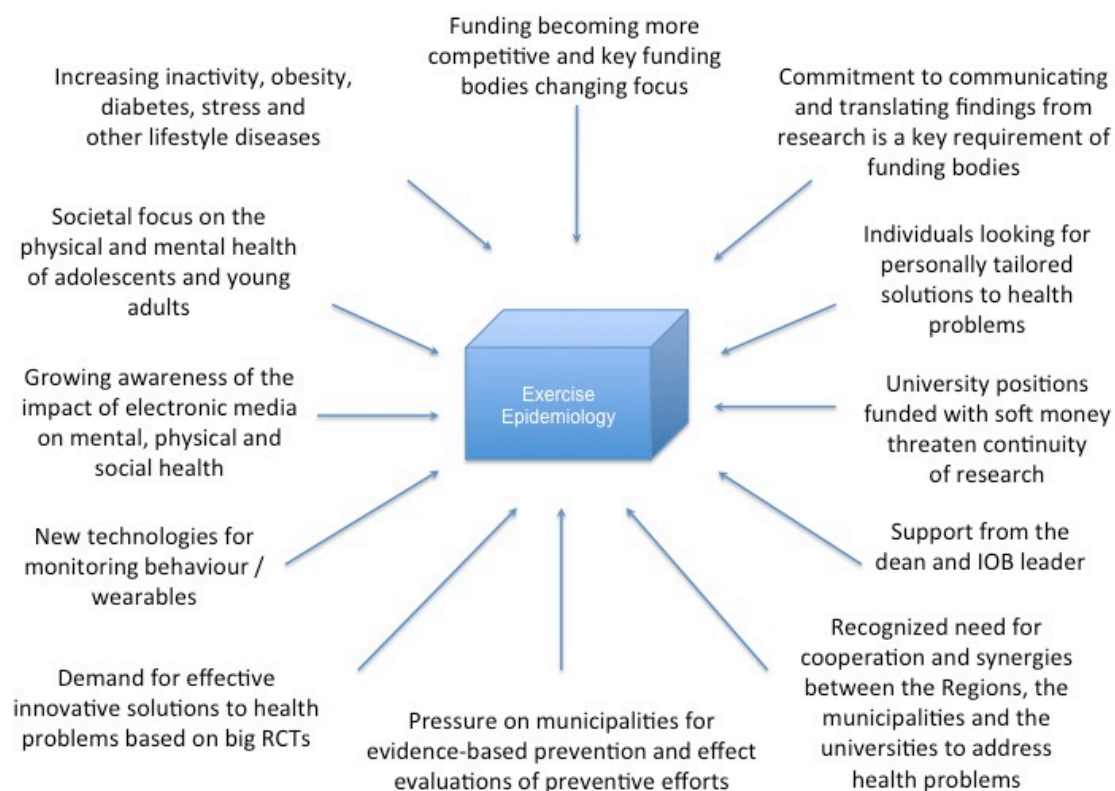 Funding becoming more
competitive and key funding
bodies changing focus
Increasing inactivity, obesity,
diabetes, stress and
other lifestyle diseases
Commitment to communicating
and translating findings from
research is a key requirement of
funding bodies
Societal focus on the
physical and mental health
of adolescents and young
adults
Individuals looking for
personally tailored
solutions to health
problems
Growing awareness of the
impact of electronic media
on mental, physical and
social health
Exercise
Epidemiology
University positions
funded with soft money
threaten continuity
of research
New technologies for
monitoring behaviour /
wearables
Support from the
dean and IOB leader
Demand for effective
innovative solutions to health
problems based on big RCTs
Pressure on municipalities for
evidence-based prevention and effect
evaluations of preventive efforts
Recognized need for
cooperation and synergies
between the Regions, the
municipalities and the
universities to address
health problems